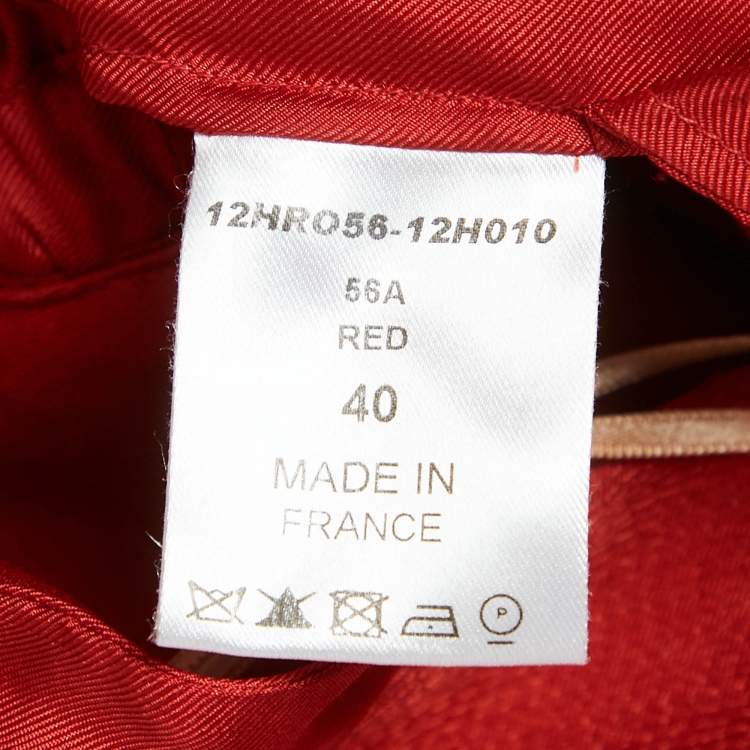 12HRO56-12H010
56A
RED
40
MADE IN
FRANCE
P